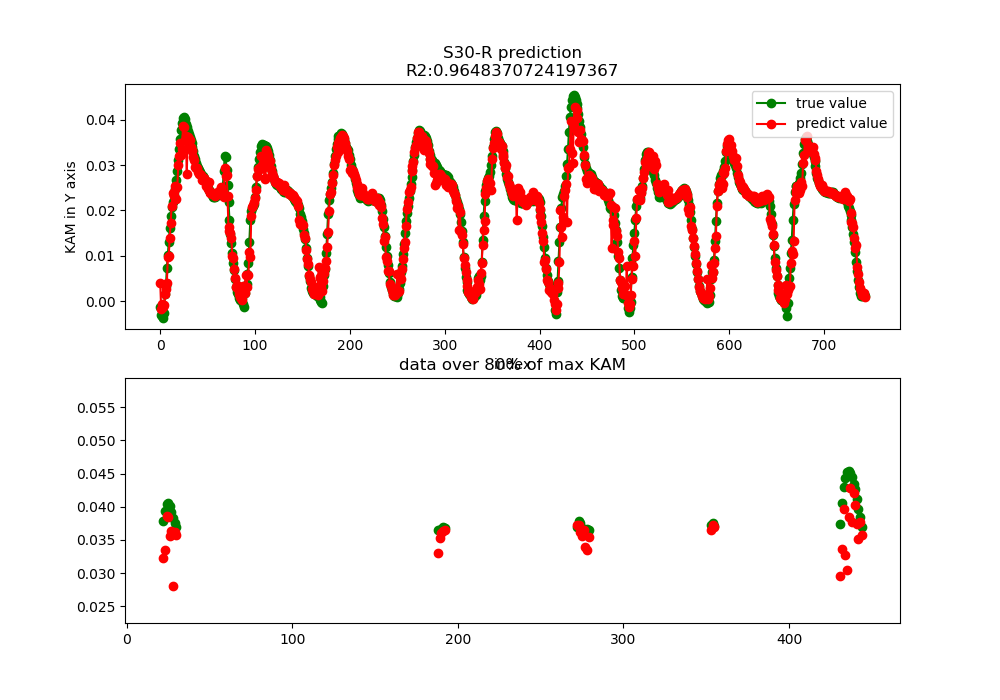 S30-R prediction
R2:0.9648370724197367
true value
predict value
KAM in Y axis
0.04
0.03
0.02
0.01
0.00
0 100 200 300 400 500 600 700
index
data over 80% of max KAM
0.055
0.050
0.045
0.040
0.035
0.030
0.025
0 100 200 300 400